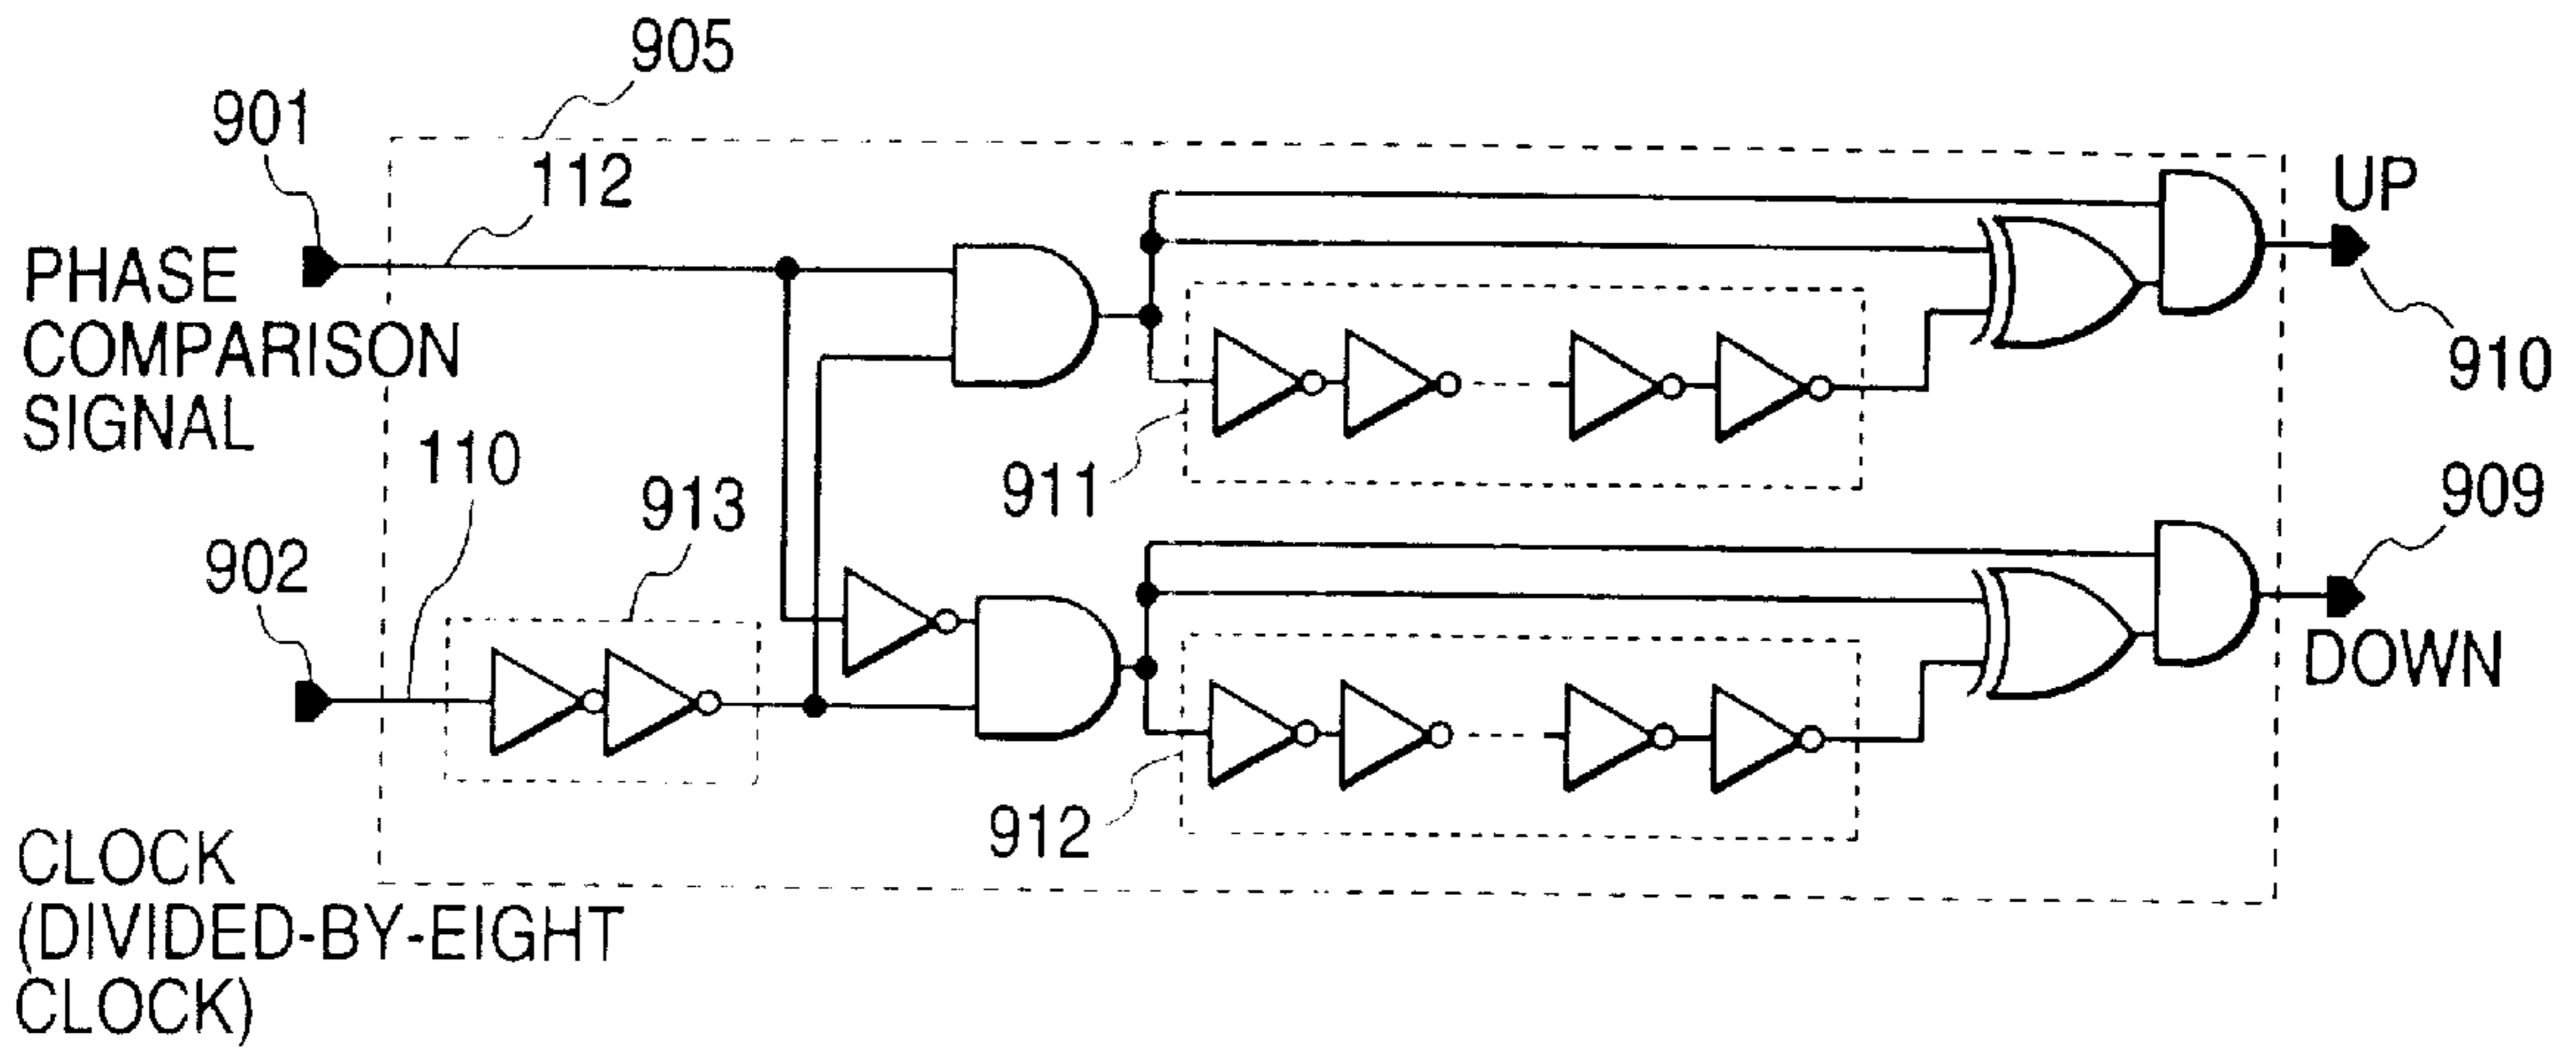 905
901
112
UP
PHASE
COMPARISON
SIGNAL
910
110
913
911
909
902
DOWN
912
CLOCK
(DIVIDED-BY-EIGHT
CLOCK)